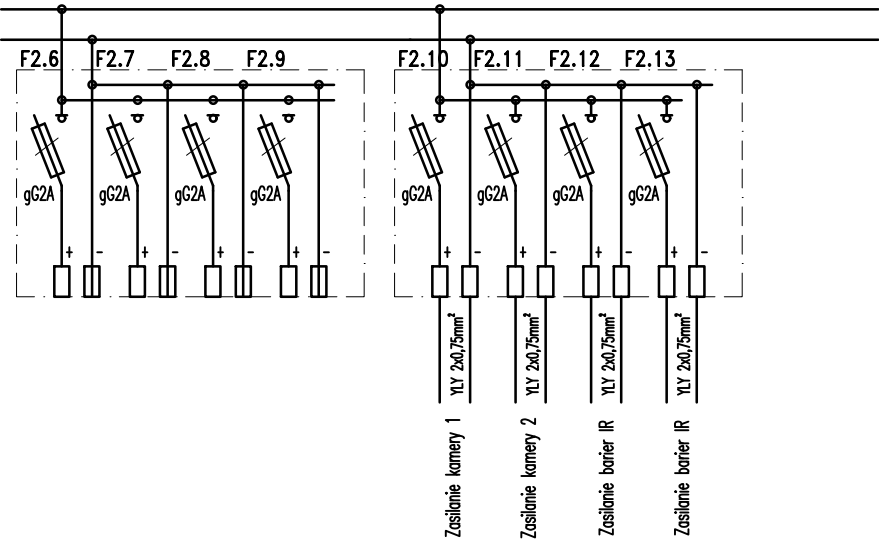 F2.6 F2.7 F2.8 F2.9 F2.10 F2.11 F2.12 F2.13
gG2A gG2A gG2A gG2A gG2A gG2A gG2A gG2A
+ - + - + - + - + - + - + - + -
YLY 2x0,75mm²
YLY 2x0,75mm²
YLY 2x0,75mm²
YLY 2x0,75mm²
Zasilanie kamery 1
Zasilanie kamery 2
Zasilanie barier IR
Zasilanie barier IR